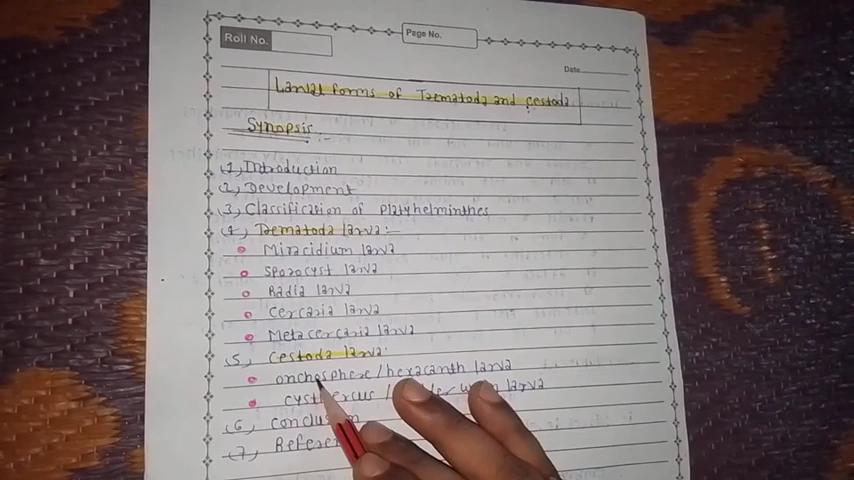 Roll No.
Page No.
Date
Larval forms of Trematoda and cestoda
Synopsis :-
(1) Introduction
(2) Development
(3) Classification of platyhelminthes
(4) Trematoda larva:-
Miracidium larva
Sporocyst larva
Radia larva
Cercaria larva
Metacercaria larva
(5) Cestoda larva:
onchosphere / hexacanth larva
cysticercus / larva
(6) conclusion
(7)